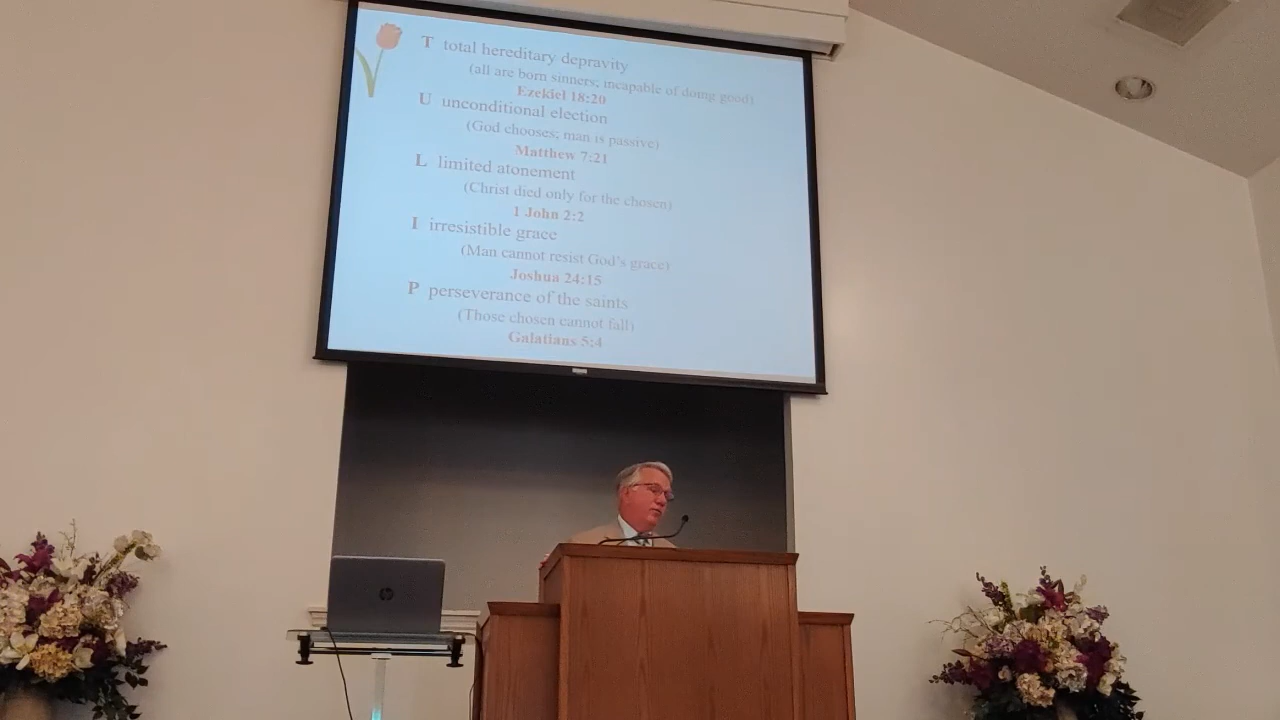 T total hereditary depravity
(all are born sinners; incapable of doing good)
Ezekiel 18:20
U unconditional election
(God chooses; man is passive)
Matthew 7:21
L limited atonement
(Christ died only for the chosen)
1 John 2:2
I irresistible grace
(Man cannot resist God's grace)
Joshua 24:15
P perseverance of the saints
(Those chosen cannot fall)
Galatians 5:4
hp